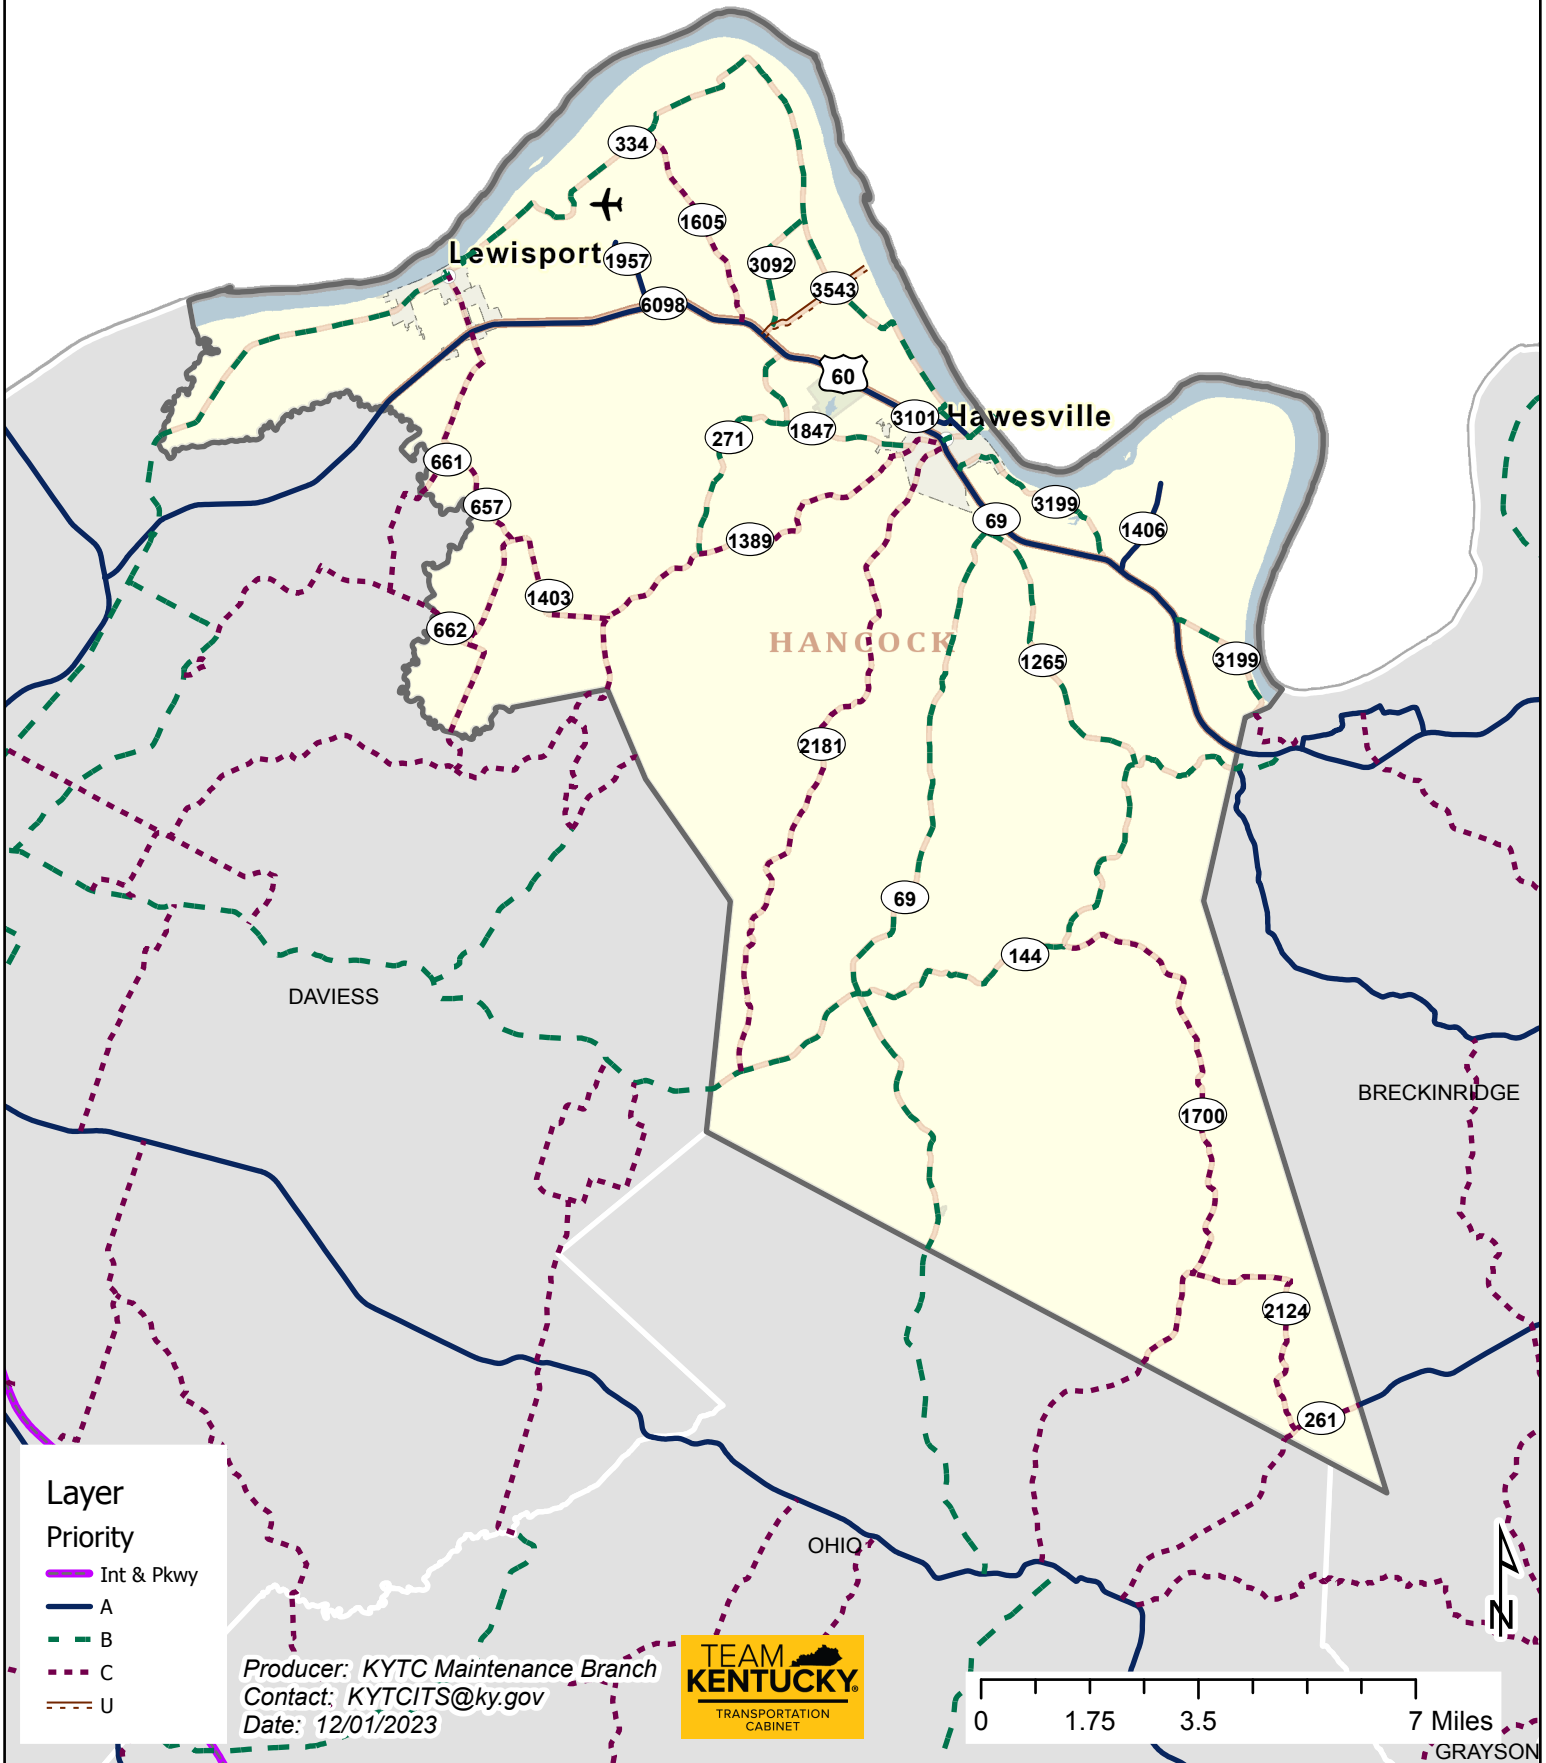 334
1605
Lewisport
1957
3092
3543
6098
60
3101
Hawesville
271
1847
661
657
3199
69
1406
1389
1403
662
HANCOCK
1265
3199
2181
69
144
DAVIESS
BRECKINRIDGE
1700
2124
261
OHIO
Layer
Priority
Int & Pkwy
A
B
C
U
Producer: KYTC Maintenance Branch
Contact: KYTCITS@ky.gov
Date: 12/01/2023
TEAM
KENTUCKY®
TRANSPORTATION
CABINET
N
0 1.75 3.5 7 Miles
GRAYSON